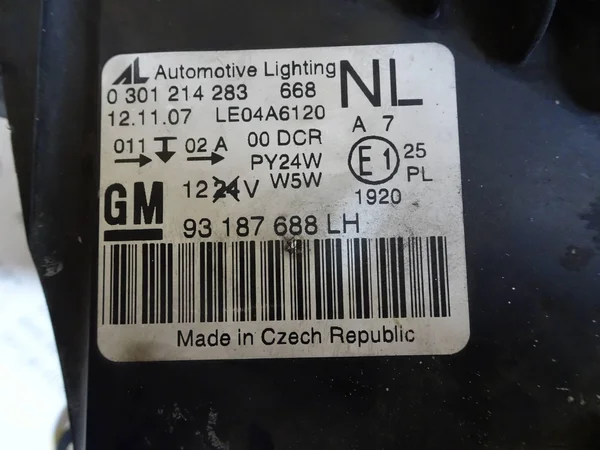 AL Automotive Lighting NL
0 301 214 283 668
12.11.07 LE04A6120 A 7
011 02 A 00 DCR
PY24W E1 25
GM 12 24 V W5W PL
1920
93 187 688 LH
Made in Czech Republic